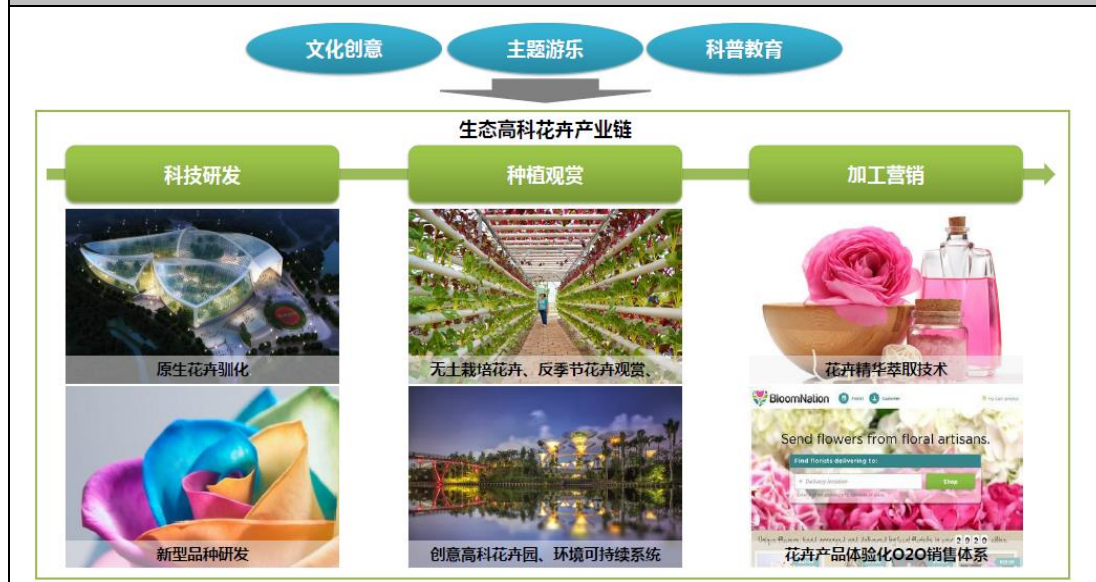 文化创意
主题游乐
科普教育
生态高科花卉产业链
科技研发
种植观赏
加工营销
原生花卉驯化
无土栽培花卉、反季节花卉观赏、
花卉精华萃取技术
BloomNation
Customer
Send flowers from floral artisans.
Find florists delivering to:
Delivery location
Shop
新型品种研发
创意高科花卉园、环境可持续系统
花卉产品体验化O2O销售体系